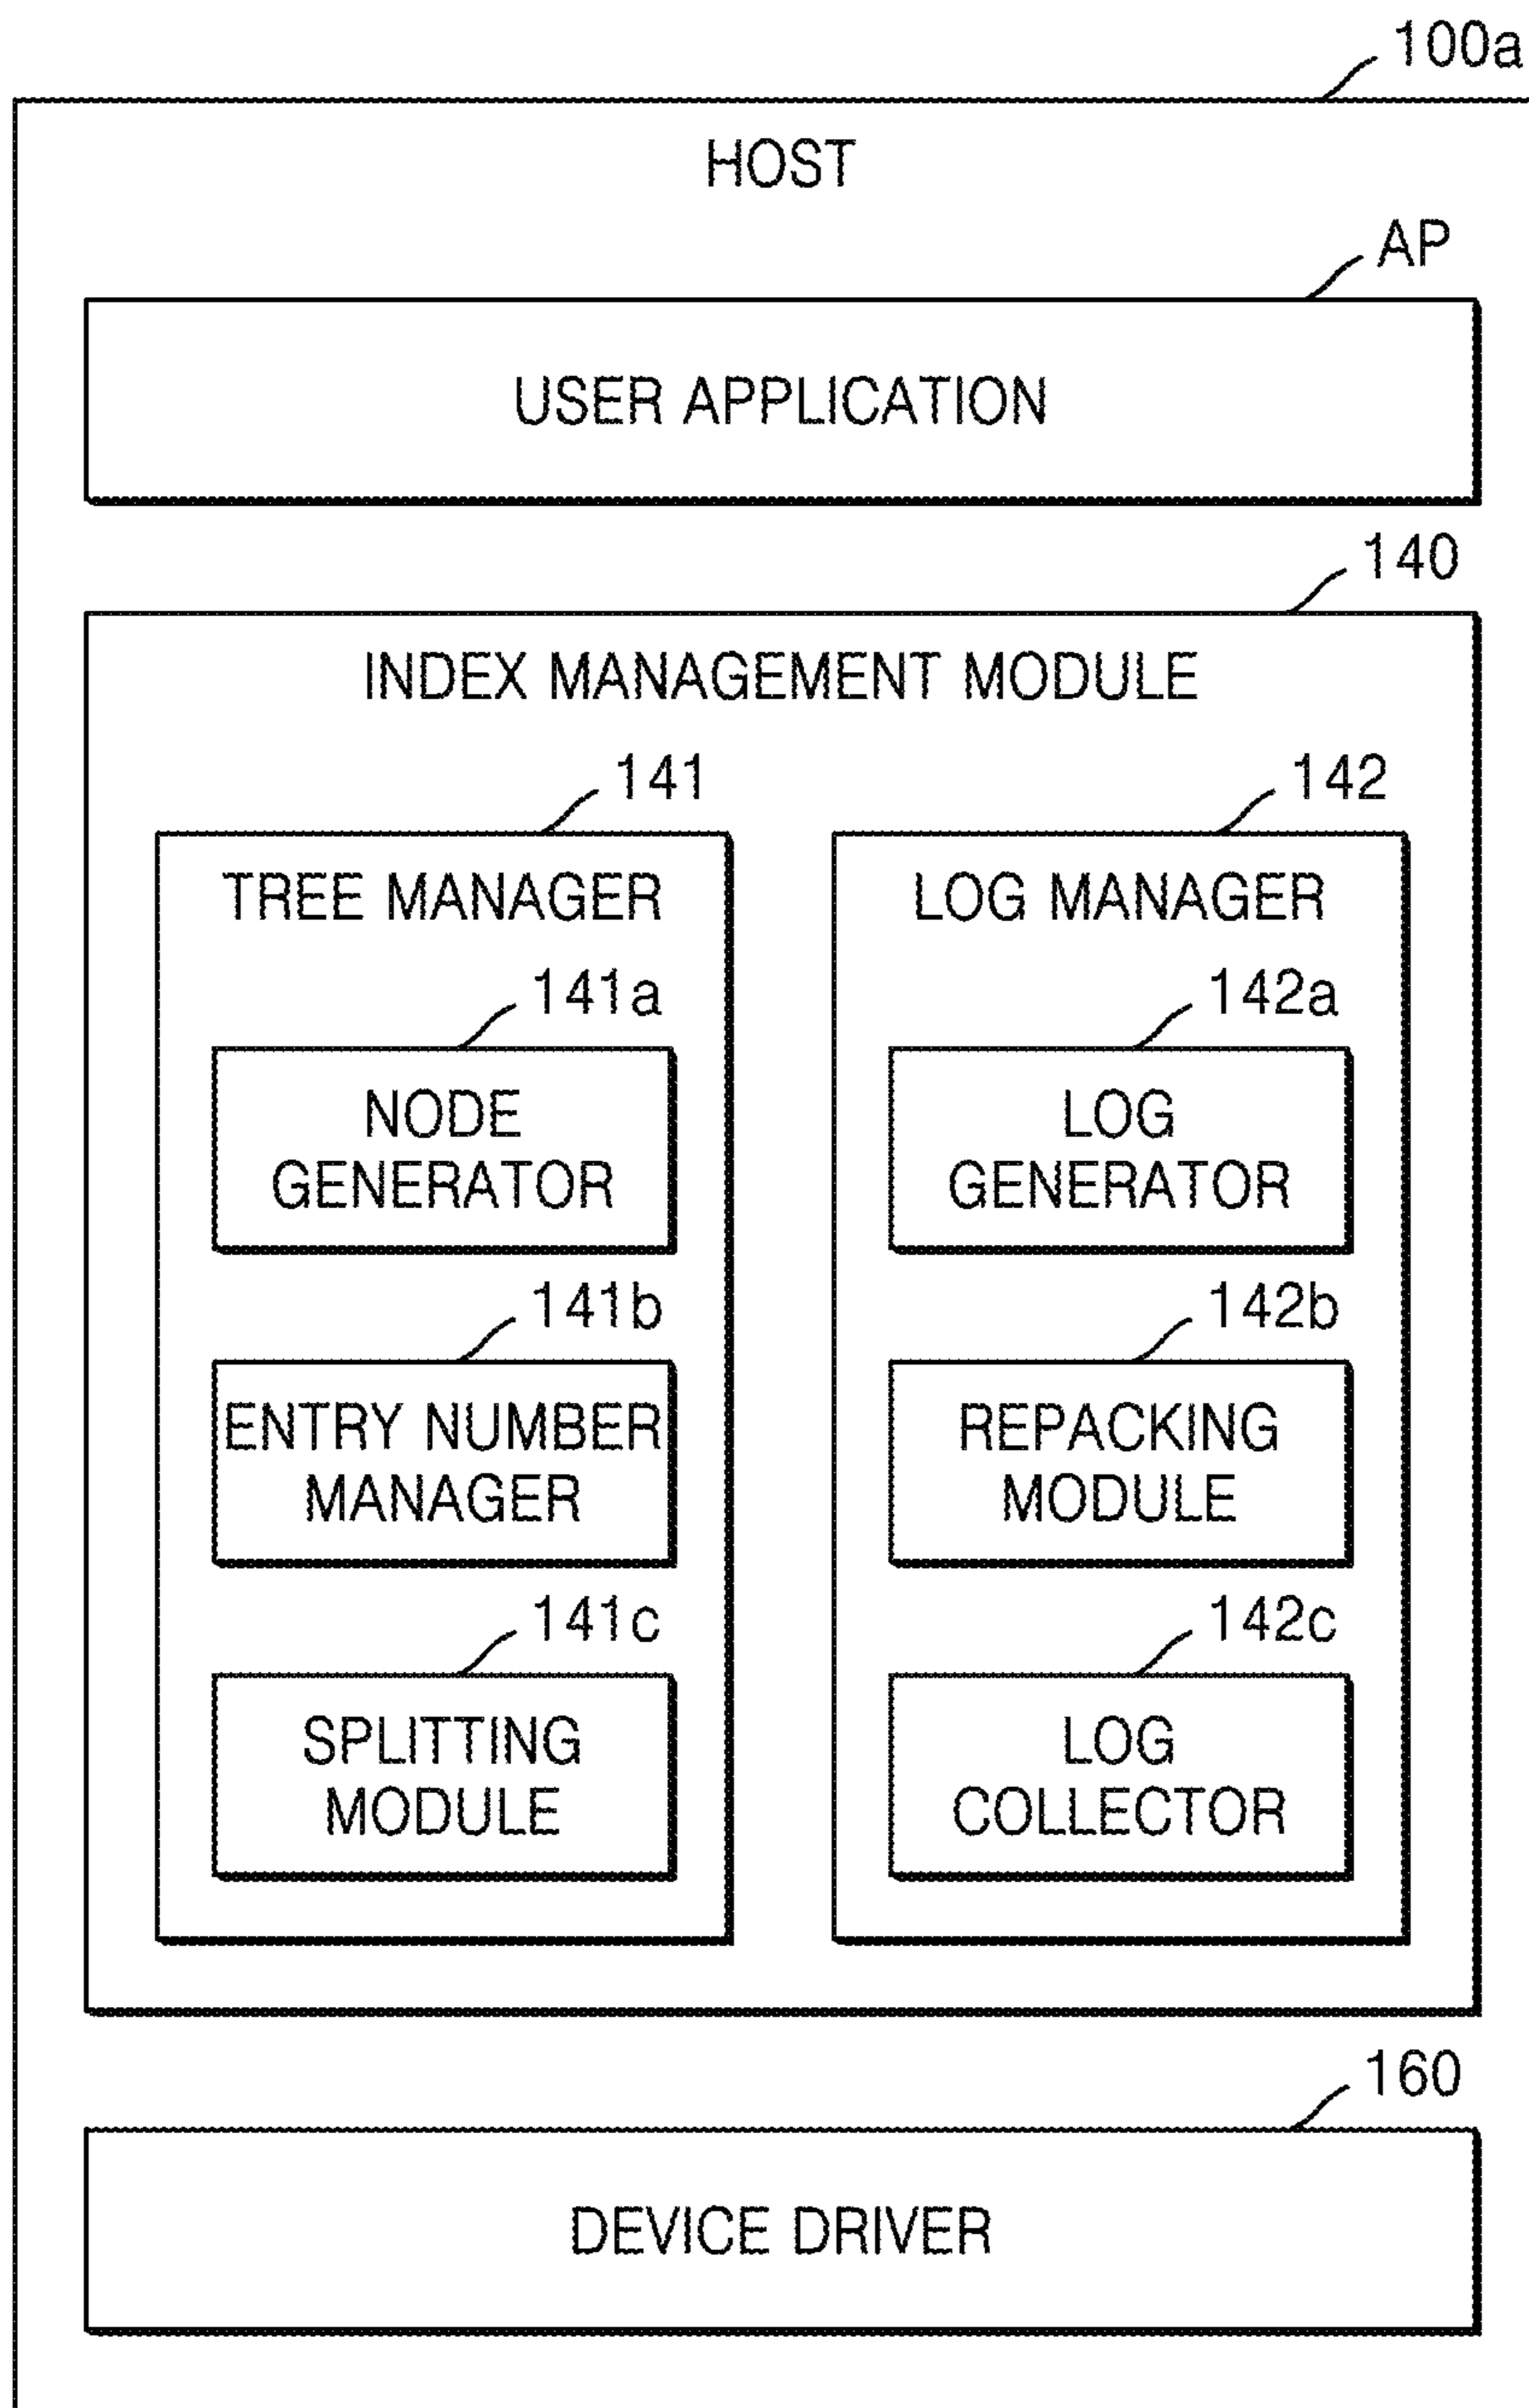 100a
HOST
AP
USER APPLICATION
140
INDEX MANAGEMENT MODULE
141
TREE MANAGER
141a
NODE
GENERATOR
141b
ENTRY NUMBER
MANAGER
141c
SPLITTING
MODULE
142
LOG MANAGER
142a
LOG
GENERATOR
142b
REPACKING
MODULE
142c
LOG
COLLECTOR
160
DEVICE DRIVER